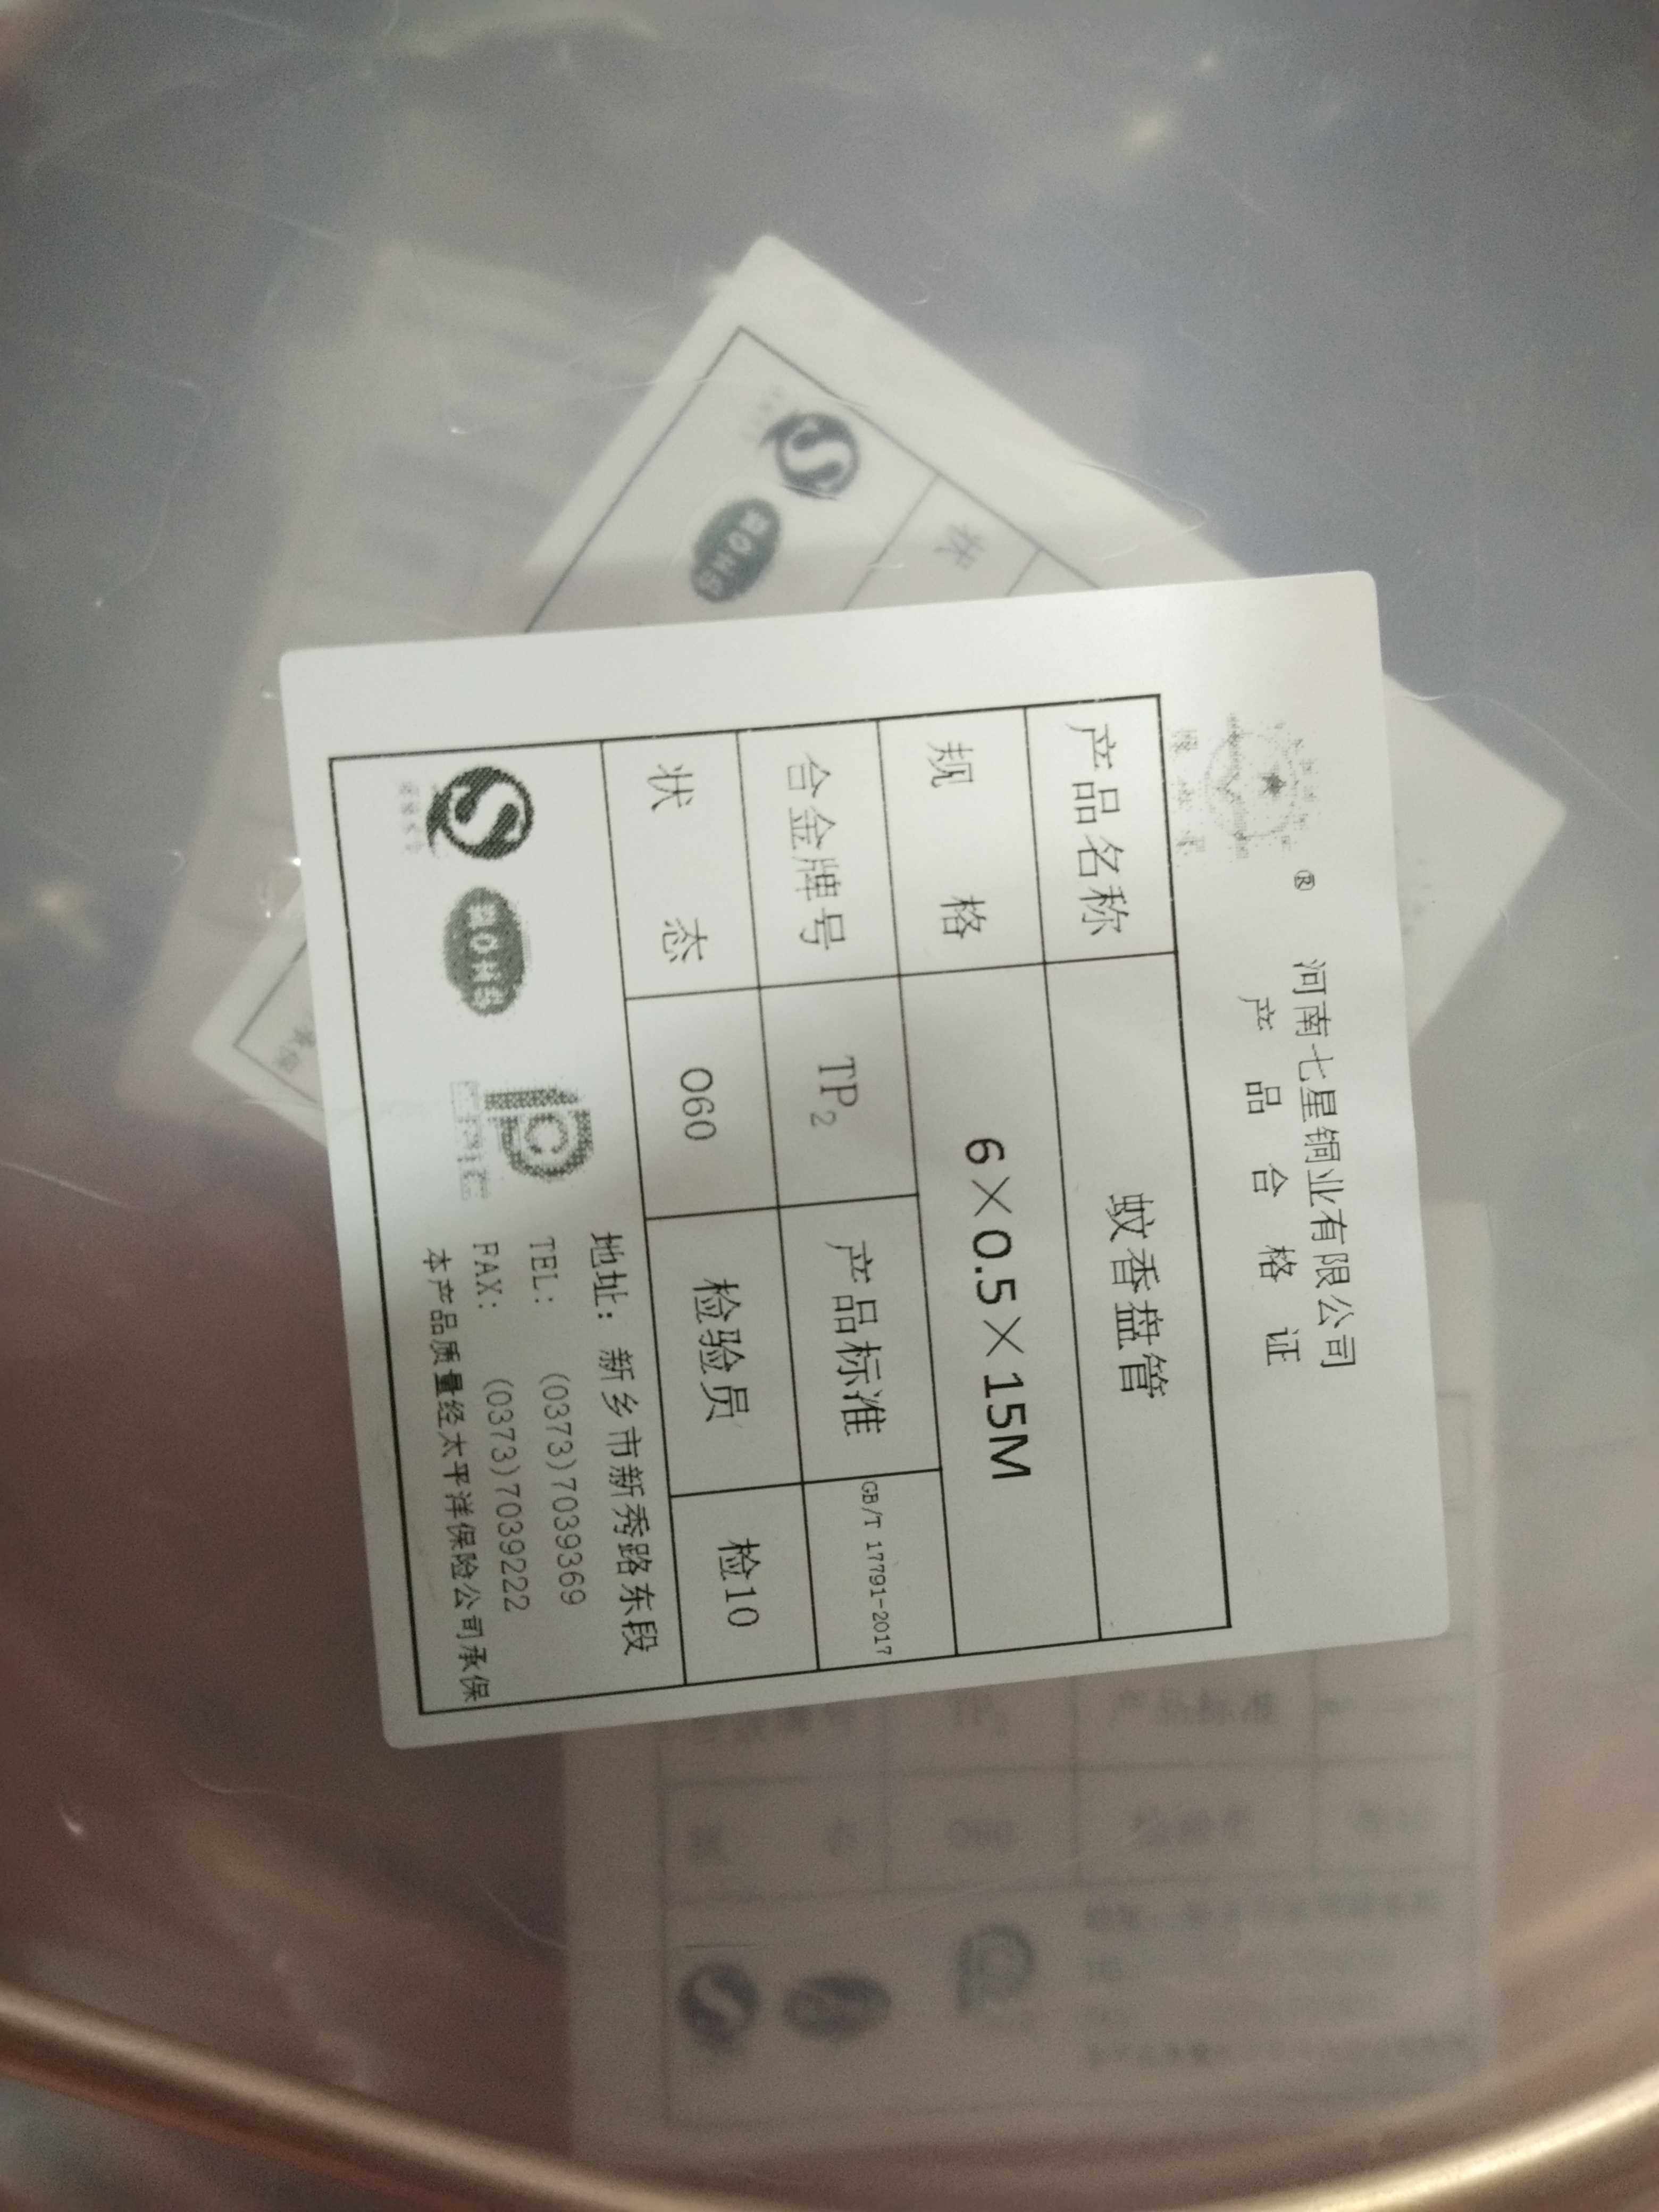 ®
河南七星铜业有限公司
产品合格证
产品名称 蚊香盘管
规格 6×0.5×15M
合金牌号 TP₂ 产品标准 GB/T 17791-2017
状态 060 检验员 检10
ROHS
地址：新乡市新秀路东段
TEL: (0373)7039369
FAX: (0373)7039222
本产品质量经太平洋保险公司承保
ROHS
状